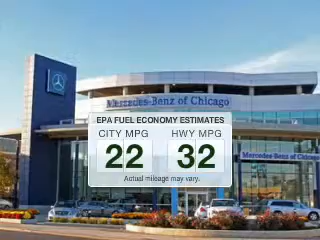 Mercedes-Benz of Chicago
EPA FUEL ECONOMY ESTIMATES
CITY MPG HWY MPG
22 32
Actual mileage may vary.
Mercedes-Benz of Chicago